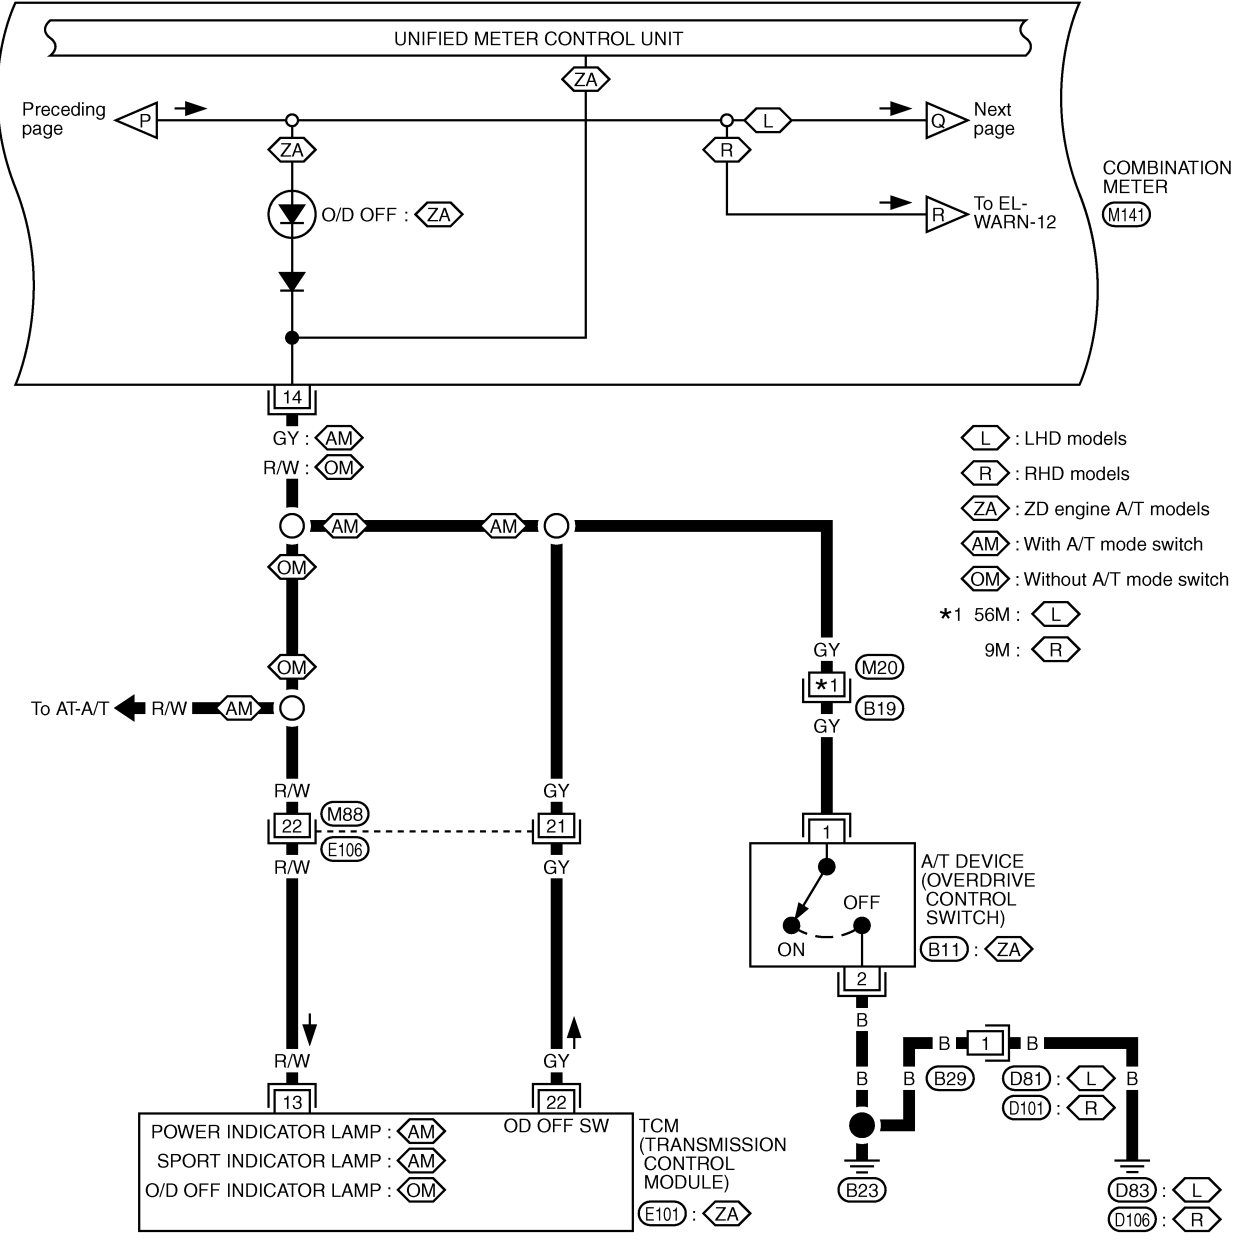 UNIFIED METER CONTROL UNIT
ZA
Preceding
page
P
L
Q
Next
page
ZA
R
COMBINATION
METER
M141
O/D OFF : ZA
R
To EL-
WARN-12
14
GY : AM
R/W : OM
L : LHD models
R : RHD models
ZA : ZD engine A/T models
AM : With A/T mode switch
OM : Without A/T mode switch
*1 56M : L
9M : R
AM
AM
OM
OM
GY
*1
M20
B19
GY
To AT-A/T
R/W
AM
R/W
GY
22
M88
E106
21
R/W
GY
1
A/T DEVICE
(OVERDRIVE
CONTROL
SWITCH)
B11 : ZA
OFF
ON
2
B
B
B
B
1
B
B29
D81 : L
D101 : R
B
B23
D83 : L
D106 : R
R/W
GY
13
22
OD OFF SW
POWER INDICATOR LAMP : AM
SPORT INDICATOR LAMP : AM
O/D OFF INDICATOR LAMP : OM
TCM
(TRANSMISSION
CONTROL
MODULE)
E101 : ZA